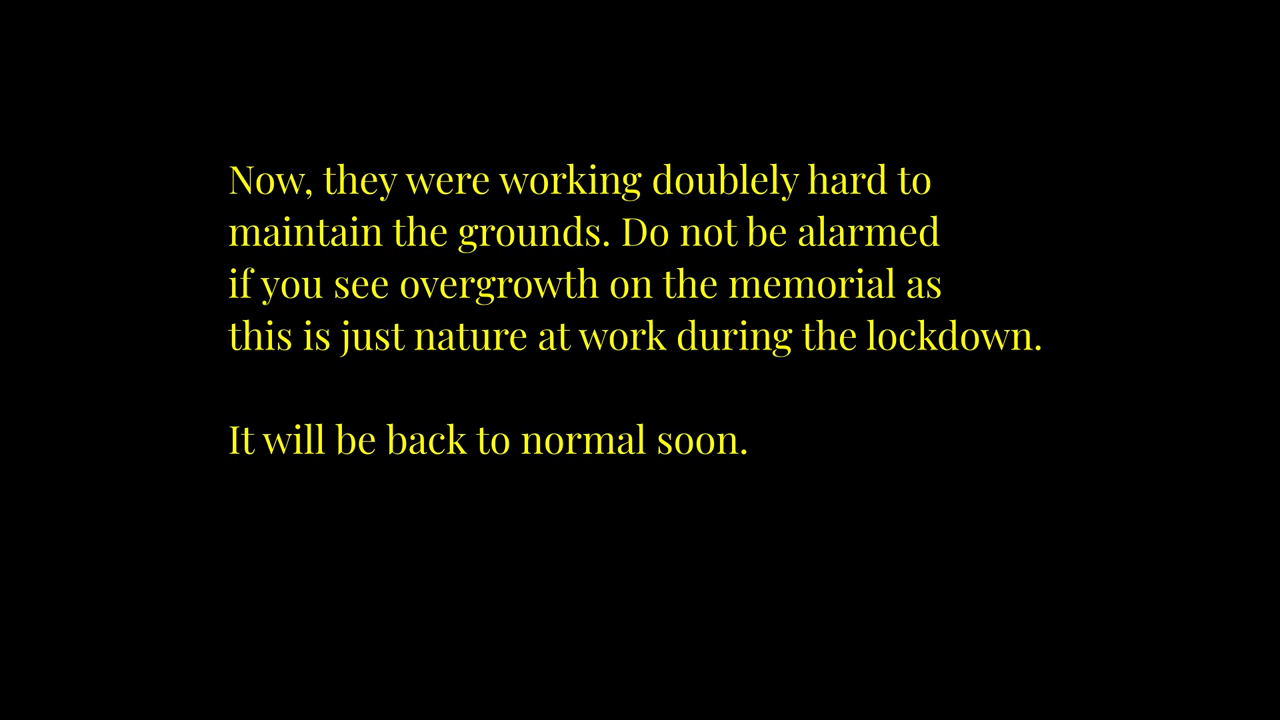 Now, they were working doublely hard to
maintain the grounds. Do not be alarmed
if you see overgrowth on the memorial as
this is just nature at work during the lockdown.
It will be back to normal soon.